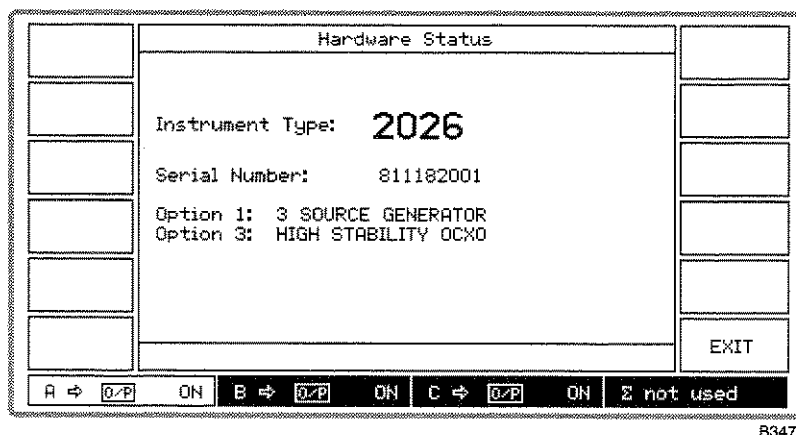 Hardware Status
Instrument Type: 2026
Serial Number: 811182001
Option 1: 3 SOURCE GENERATOR
Option 3: HIGH STABILITY OCXO
EXIT
A ⇨ O/P ON B ⇨ O/P ON C ⇨ O/P ON Σ not used
B3471